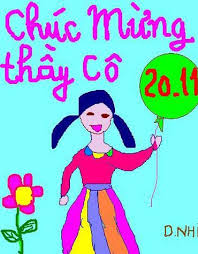 Chúc Mừng
thầy Cô
20.11
D.NHI